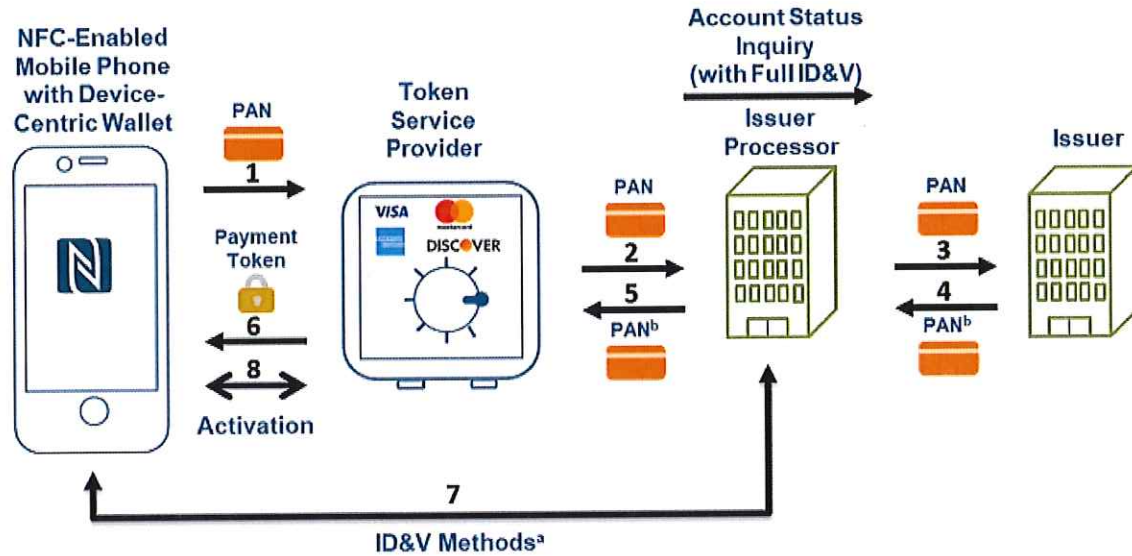 NFC-Enabled
Mobile Phone
with Device-
Centric Wallet
PAN
1
Payment
Token
6
8
Activation
Token
Service
Provider
VISA
mastercard
DISCOVER
Account Status
Inquiry
(with Full ID&V)
Issuer
Processor
PAN
2
5
PANᵇ
Issuer
PAN
3
4
PANᵇ
7
ID&V Methodsᵃ